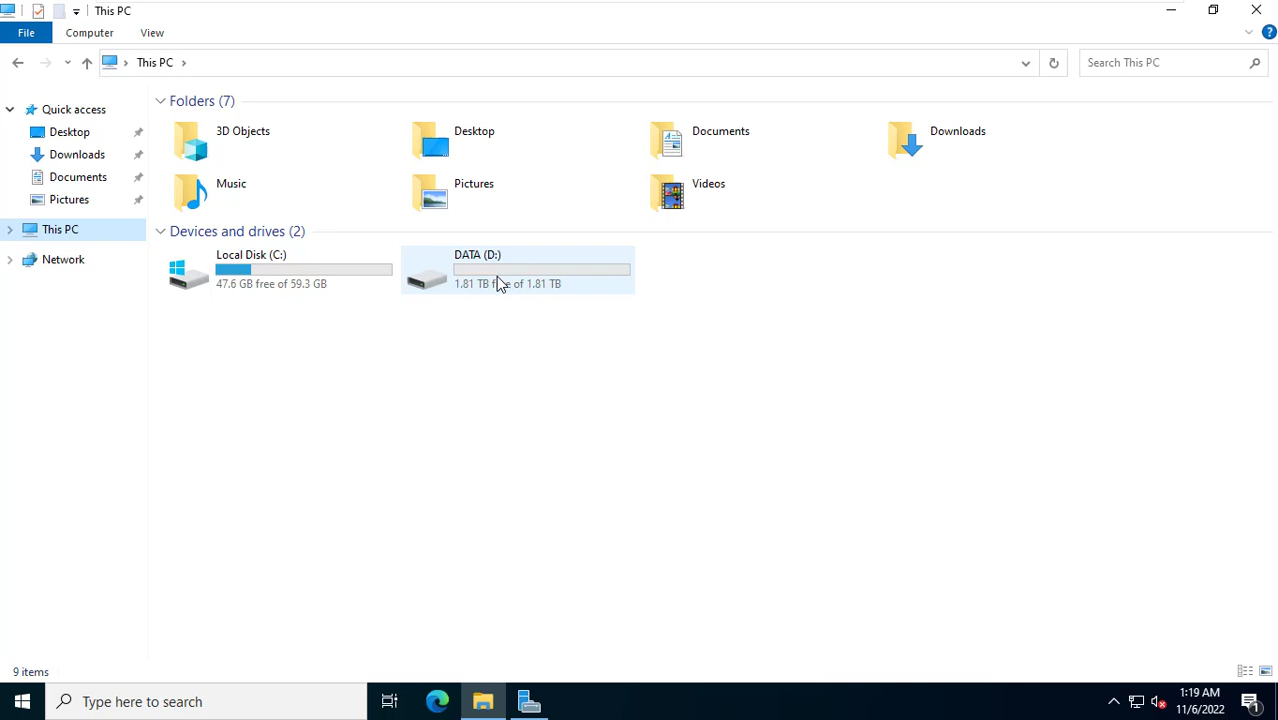 This PC
File
Computer
View
This PC
Search This PC
Quick access
Desktop
Downloads
Documents
Pictures
This PC
Network
Folders (7)
3D Objects
Desktop
Documents
Downloads
Music
Pictures
Videos
Devices and drives (2)
Local Disk (C:)
47.6 GB free of 59.3 GB
DATA (D:)
1.81 TB free of 1.81 TB
9 items
Type here to search
1:19 AM
11/6/2022
1